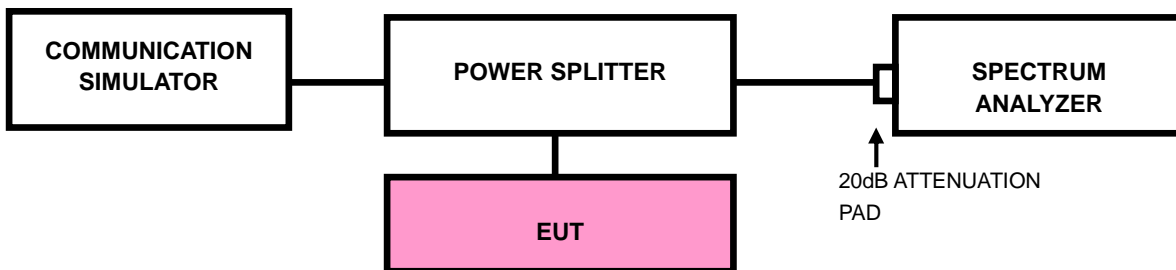 COMMUNICATION
SIMULATOR
POWER SPLITTER
SPECTRUM
ANALYZER
20dB ATTENUATION
PAD
EUT